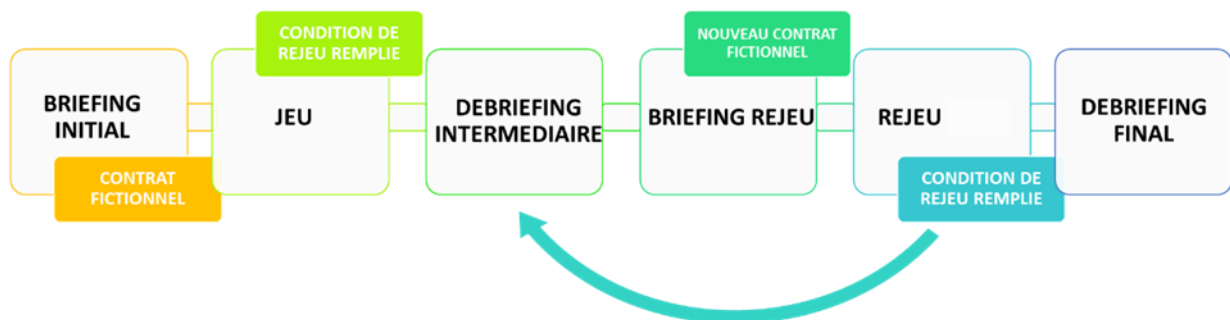 BRIEFING
INITIAL
CONTRAT
FICTIONNEL
CONDITION DE
REJEU REMPLIE
JEU
DEBRIEFING
INTERMEDIAIRE
NOUVEAU CONTRAT
FICTIONNEL
BRIEFING REJEU
REJEU
CONDITION DE
REJEU REMPLIE
DEBRIEFING
FINAL